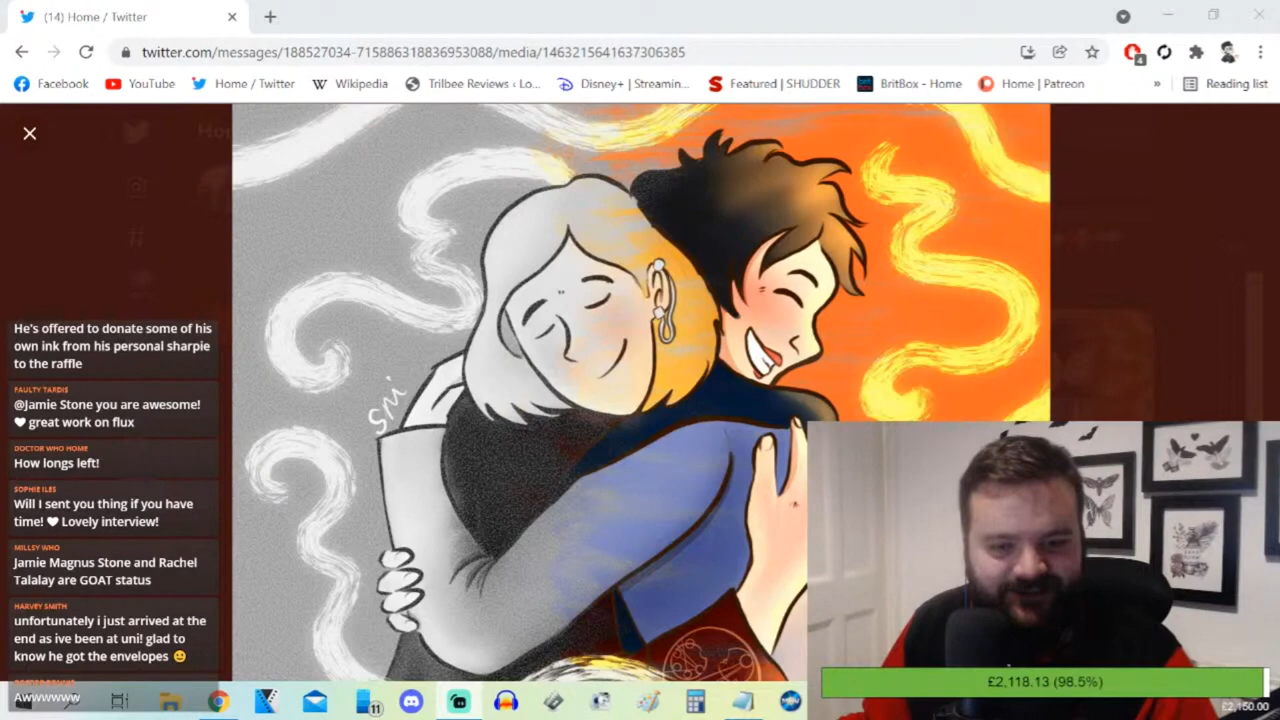 (14) Home / Twitter
twitter.com/messages/188527034-715886318836953088/media/1463215641637306385
4
Facebook YouTube Home / Twitter Wikipedia Trilbee Reviews ‹ Lo... Disney+ | Streamin... Featured | SHUDDER BritBox - Home Home | Patreon » Reading list
He's offered to donate some of his
own ink from his personal sharpie
to the raffle
FAULTY TARDIS
@Jamie Stone you are awesome!
♥ great work on flux
DOCTOR WHO HOME
How longs left!
SOPHIE ILES
Will I sent you thing if you have
time! ♥ Lovely interview!
MILLSY WHO
Jamie Magnus Stone and Rachel
Talalay are GOAT status
HARVEY SMITH
unfortunately i just arrived at the
end as ive been at uni! glad to
know he got the envelopes 🙂
Awwwwww
11
£2,118.13 (98.5%)
£2,150.00